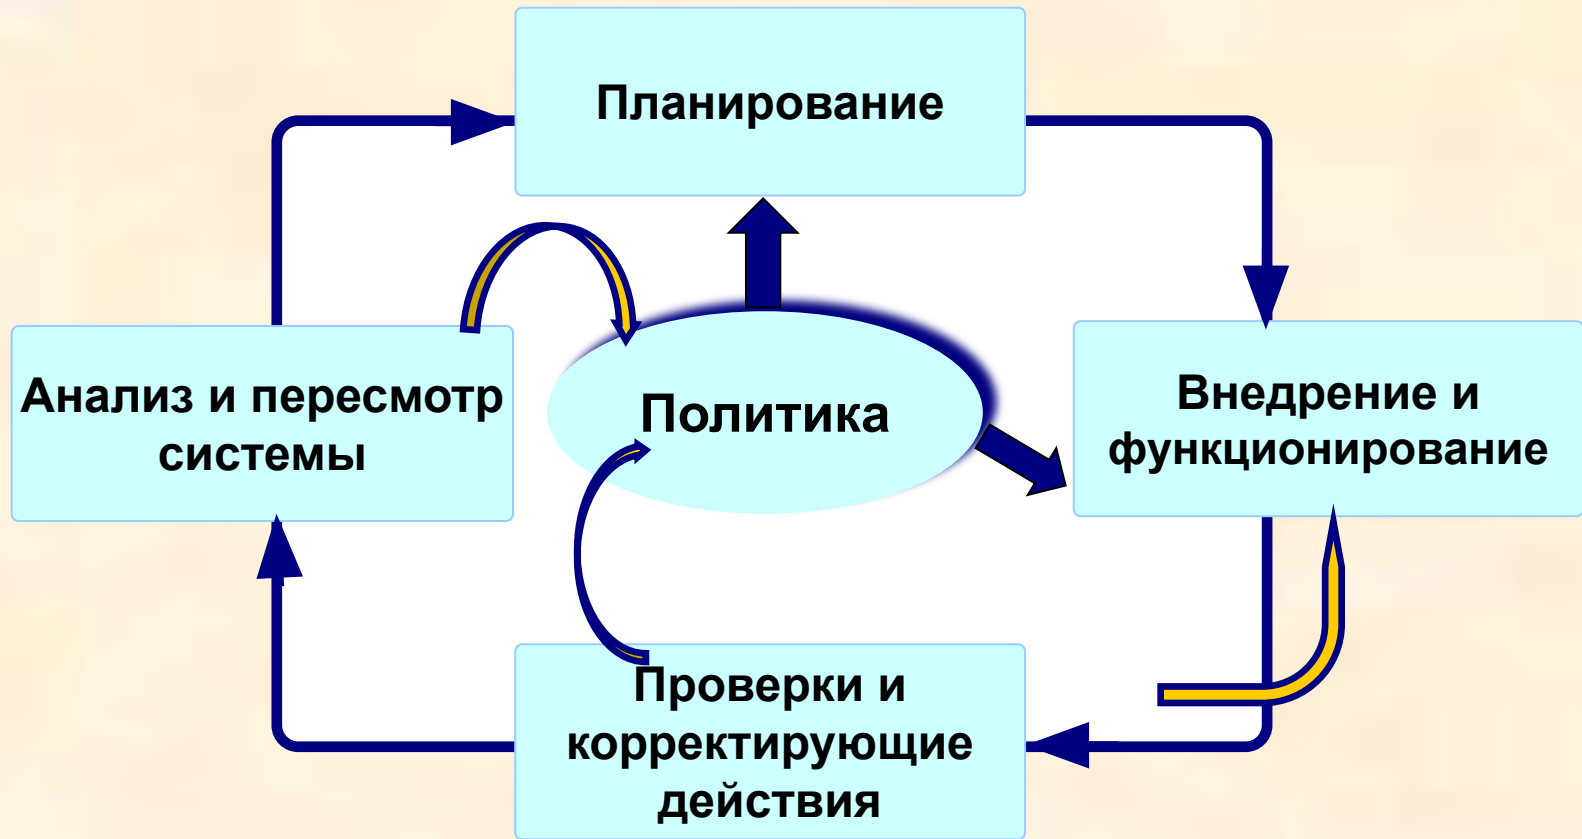 Планирование
Анализ и пересмотр
системы
Политика
Внедрение и
функционирование
Проверки и
корректирующие
действия